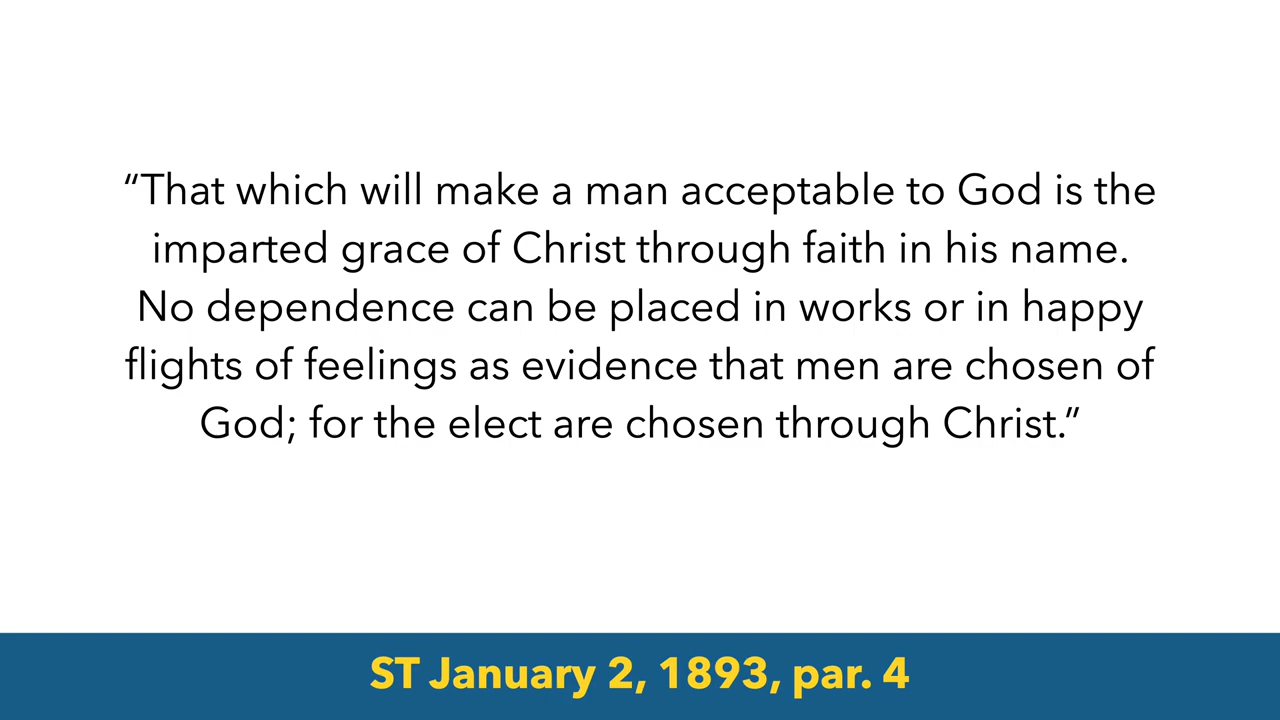 “That which will make a man acceptable to God is the
imparted grace of Christ through faith in his name.
No dependence can be placed in works or in happy
flights of feelings as evidence that men are chosen of
God; for the elect are chosen through Christ.”
ST January 2, 1893, par. 4